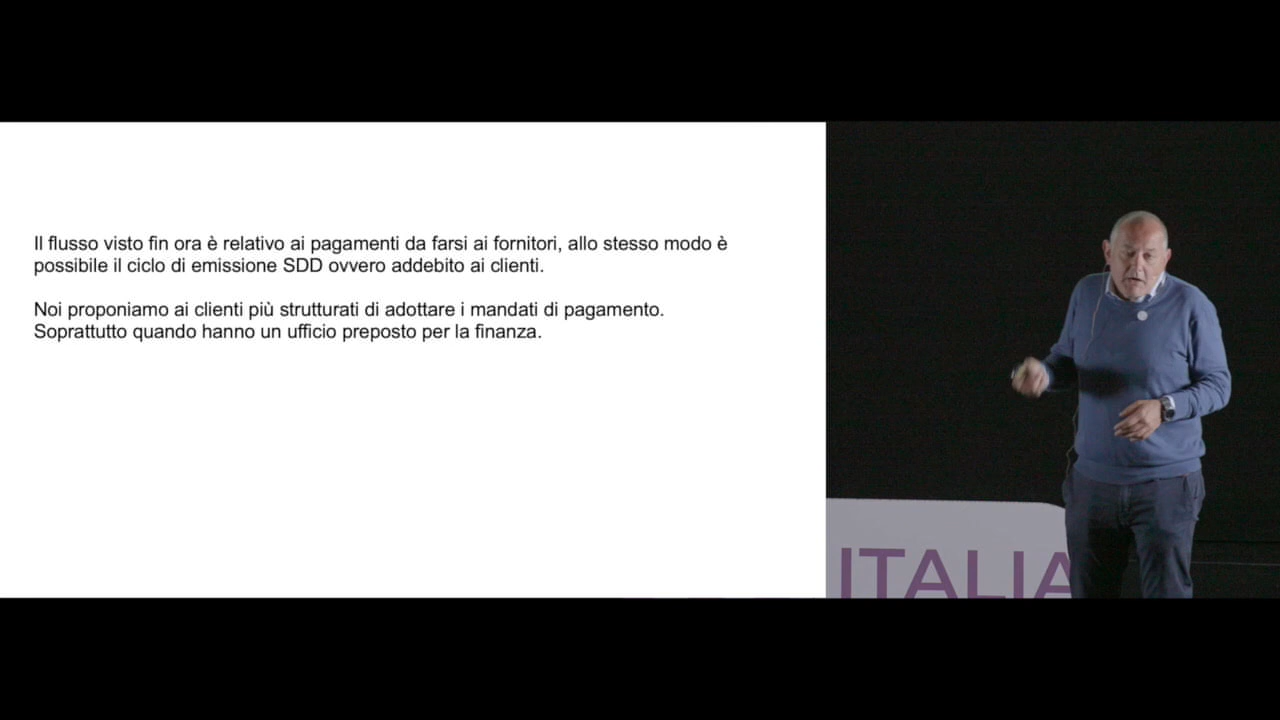 Il flusso visto fin ora è relativo ai pagamenti da farsi ai fornitori, allo stesso modo è
possibile il ciclo di emissione SDD ovvero addebito ai clienti.
Noi proponiamo ai clienti più strutturati di adottare i mandati di pagamento.
Soprattutto quando hanno un ufficio preposto per la finanza.
ITALIA